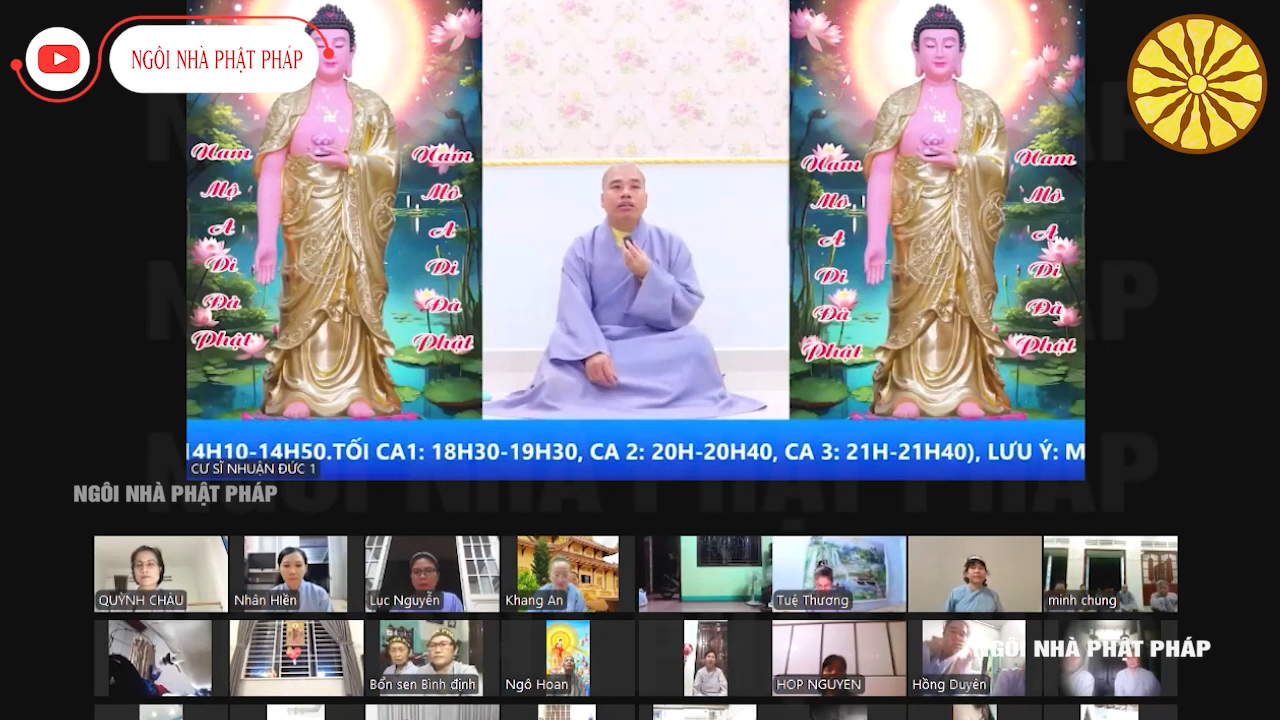 NGÔI NHÀ PHẬT PHÁP
Nam
Mô
A
Di
Đà
Phật
Nam
Mô
A
Di
Đà
Phật
Nam
Mô
A
Di
Đà
Phật
Nam
Mô
A
Di
Đà
Phật
14H10-14H50.TỐI CA1: 18H30-19H30, CA 2: 20H-20H40, CA 3: 21H-21H40), LƯU Ý: M
CƯ SĨ NHUẬN ĐỨC 1
NGÔI NHÀ PHẬT PHÁP
QUỲNH CHÂU
Nhân HIền
Lục Nguyễn
Khang An
Tuệ Thương
minh chung
Bốn sen Bình định
Ngô Hoan
HOP NGUYEN
Hồng Duyên
NGÔI NHÀ PHẬT PHÁP